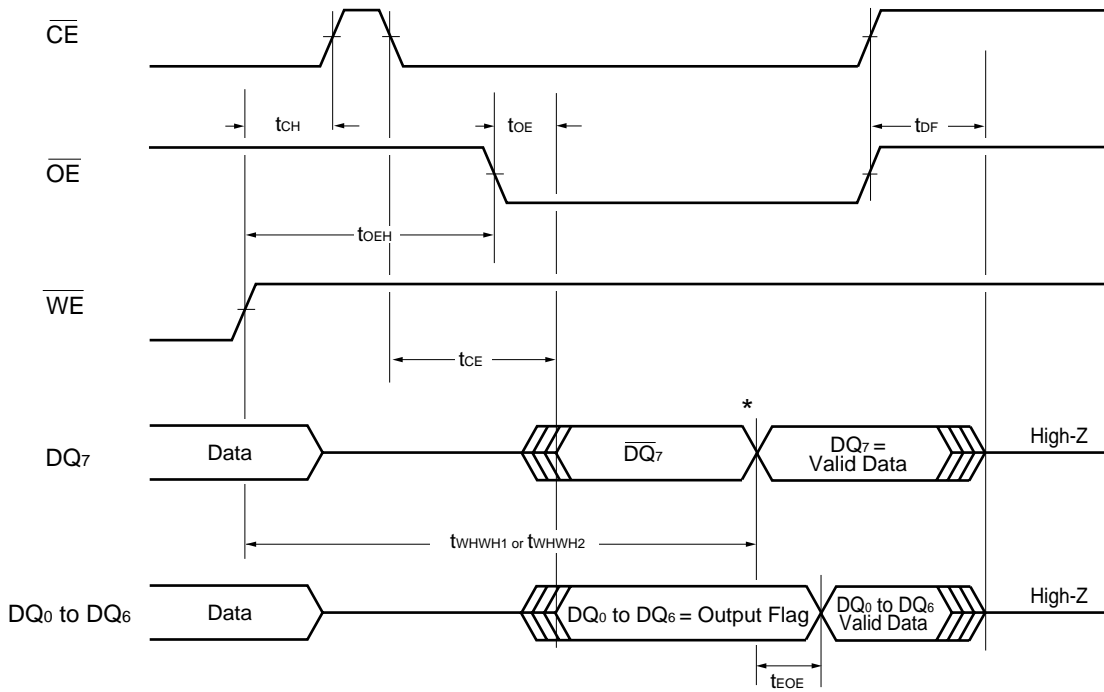 CE
tCH
tOE
tDF
OE
tOEH
WE
tCE
*
DQ7
Data
DQ7
DQ7 =
Valid Data
High-Z
tWHWH1 or tWHWH2
DQ0 to DQ6
Data
DQ0 to DQ6 = Output Flag
DQ0 to DQ6
Valid Data
High-Z
tEOE